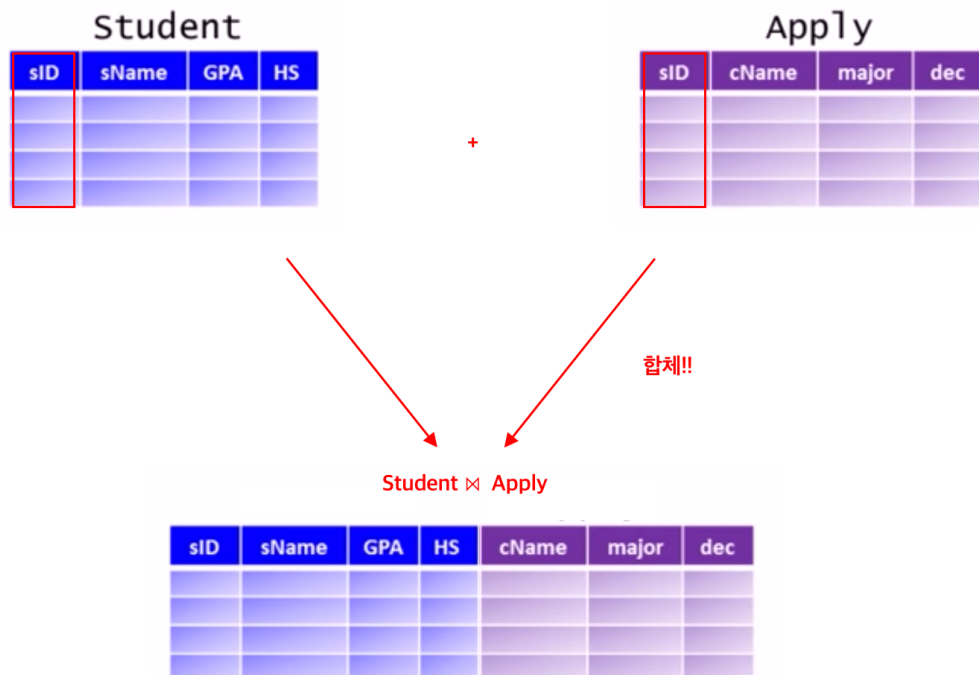 Student
Apply
sID sName GPA HS
sID cName major dec
+
합체!!
Student ⋈ Apply
sID sName GPA HS cName major dec